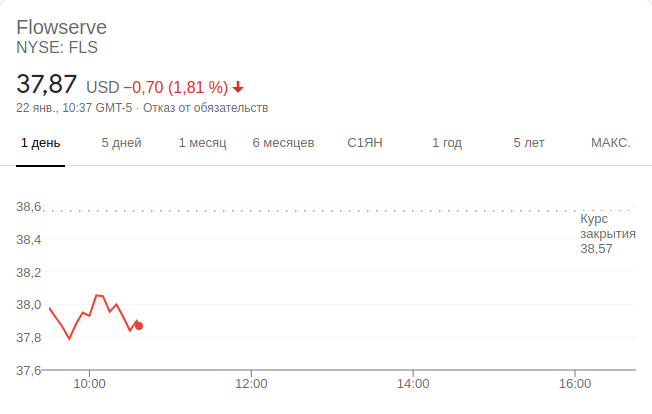 Flowserve
NYSE: FLS
37,87 USD −0,70 (1,81 %)
22 янв., 10:37 GMT-5 · Отказ от обязательств
1 день 5 дней 1 месяц 6 месяцев С1ЯН 1 год 5 лет МАКС.
38,6
Курс
закрытия
38,4
38,57
38,2
38,0
37,8
37,6
10:00 12:00 14:00 16:00